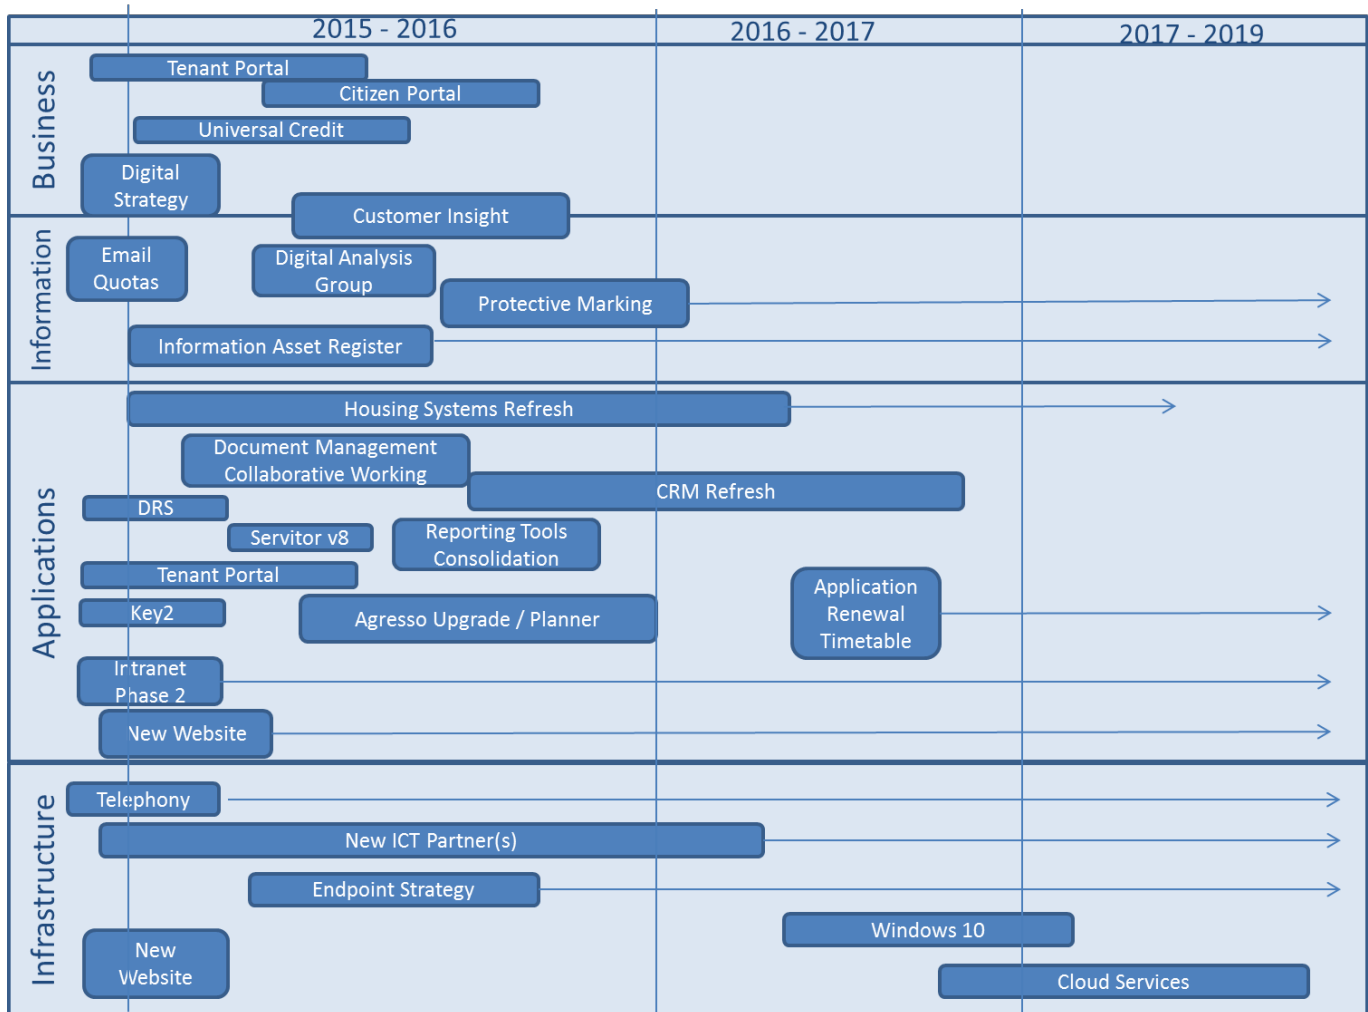 2015 - 2016
2016 - 2017
2017 - 2019
Business
Tenant Portal
Citizen Portal
Universal Credit
Digital
Strategy
Customer Insight
Information
Email
Quotas
Digital Analysis
Group
Protective Marking
Information Asset Register
Applications
Housing Systems Refresh
Document Management
Collaborative Working
CRM Refresh
DRS
Servitor v8
Reporting Tools
Consolidation
Tenant Portal
Key2
Agresso Upgrade / Planner
Application
Renewal
Timetable
Intranet
Phase 2
New Website
Infrastructure
Telephony
New ICT Partner(s)
Endpoint Strategy
Windows 10
New
Website
Cloud Services